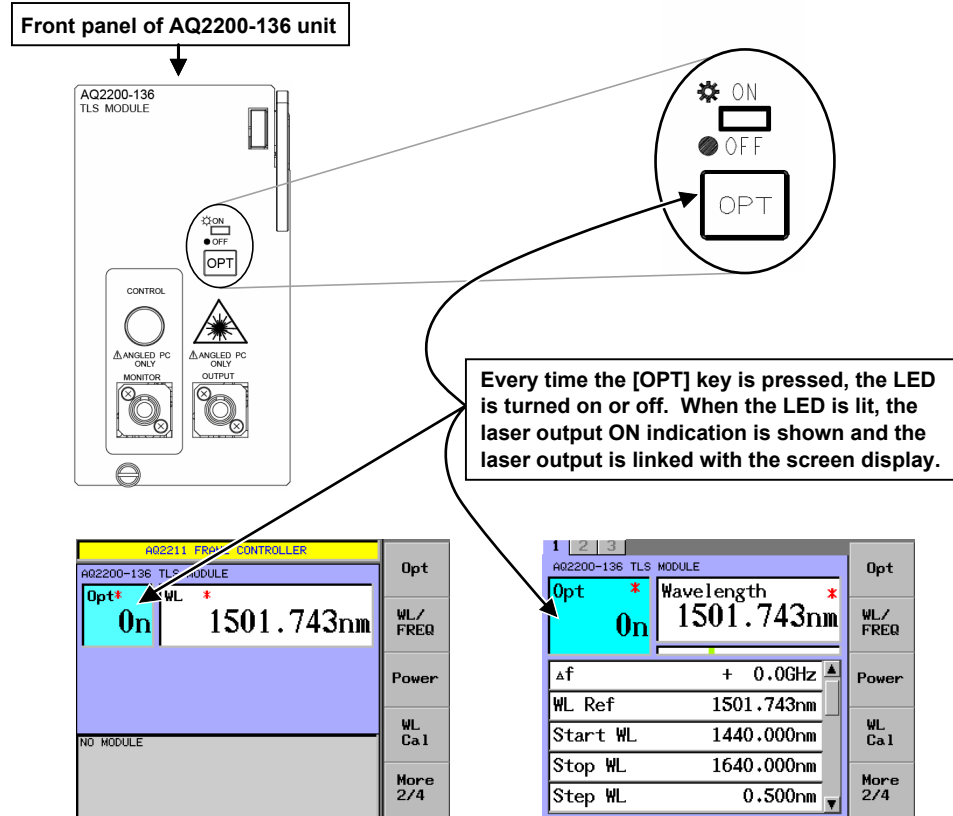 Front panel of AQ2200-136 unit
AQ2200-136
TLS MODULE
ON
OFF
OPT
CONTROL
ANGLED PC
ONLY
MONITOR
ANGLED PC
ONLY
OUTPUT
ON
OFF
OPT
Every time the [OPT] key is pressed, the LED
is turned on or off. When the LED is lit, the
laser output ON indication is shown and the
laser output is linked with the screen display.
AQ2211 FRAME CONTROLLER
AQ2200-136 TLS MODULE
Opt*
On
WL *
1501.743nm
NO MODULE
Opt
WL/
FREQ
Power
WL
Cal
More
2/4
1 2 3
AQ2200-136 TLS MODULE
Opt *
On
Wavelength *
1501.743nm
△f + 0.0GHz
WL Ref 1501.743nm
Start WL 1440.000nm
Stop WL 1640.000nm
Step WL 0.500nm
Opt
WL/
FREQ
Power
WL
Cal
More
2/4